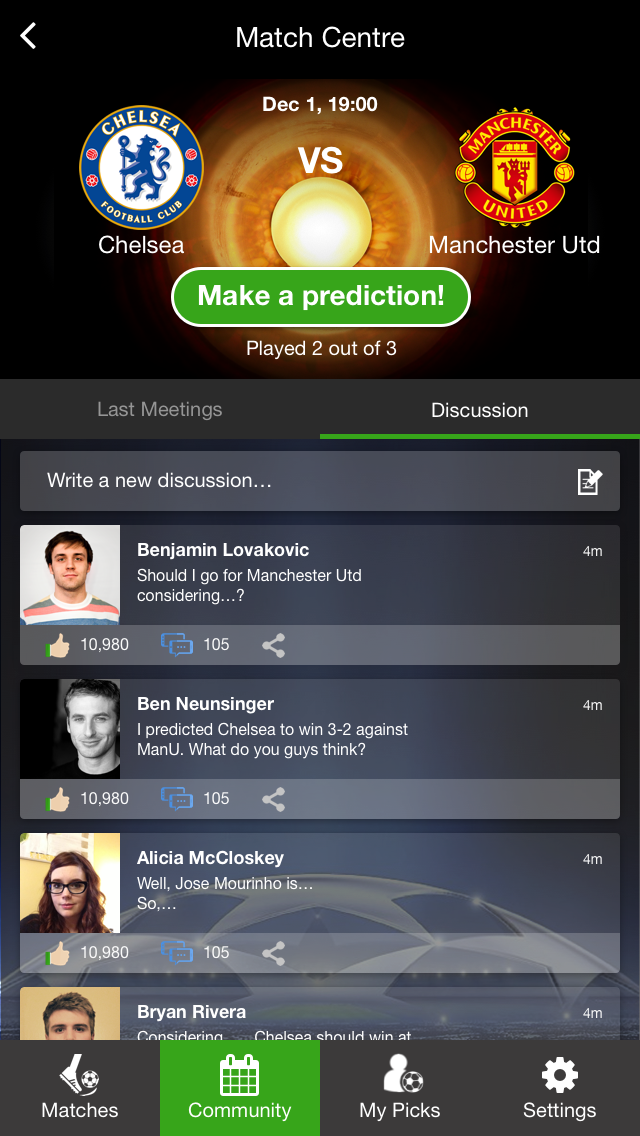 Match Centre
Dec 1, 19:00
VS
CHELSEA
FOOTBALL CLUB
MANCHESTER
UNITED
Chelsea
Manchester Utd
Make a prediction!
Played 2 out of 3
Last Meetings
Discussion
Write a new discussion...
Benjamin Lovakovic
4m
Should I go for Manchester Utd
considering...?
10,980
105
Ben Neunsinger
4m
I predicted Chelsea to win 3-2 against
ManU. What do you guys think?
10,980
105
Alicia McCloskey
4m
Well, Jose Mourinho is...
So,...
10,980
105
Bryan Rivera
4m
Considering...... Chelsea should win at
Matches
Community
My Picks
Settings